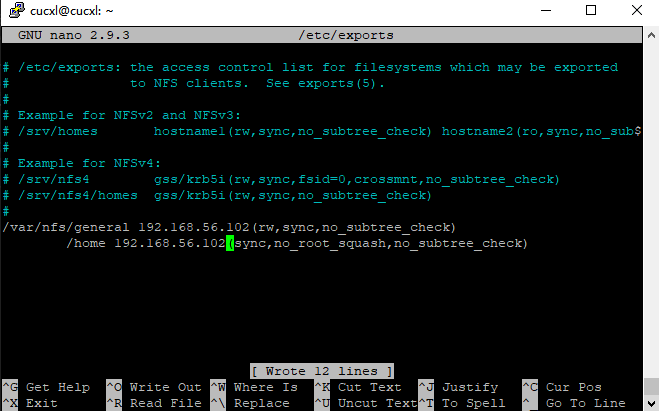 cucxl@cucxl: ~
GNU nano 2.9.3 /etc/exports
# /etc/exports: the access control list for filesystems which may be exported
# to NFS clients. See exports(5).
#
# Example for NFSv2 and NFSv3:
# /srv/homes hostname1(rw,sync,no_subtree_check) hostname2(ro,sync,no_sub$
#
# Example for NFSv4:
# /srv/nfs4 gss/krb5i(rw,sync,fsid=0,crossmnt,no_subtree_check)
# /srv/nfs4/homes gss/krb5i(rw,sync,no_subtree_check)
#
/var/nfs/general 192.168.56.102(rw,sync,no_subtree_check)
/home 192.168.56.102(sync,no_root_squash,no_subtree_check)
[ Wrote 12 lines ]
^G Get Help ^O Write Out ^W Where Is ^K Cut Text ^J Justify ^C Cur Pos
^X Exit ^R Read File ^\ Replace ^U Uncut Text ^T To Spell ^_ Go To Line